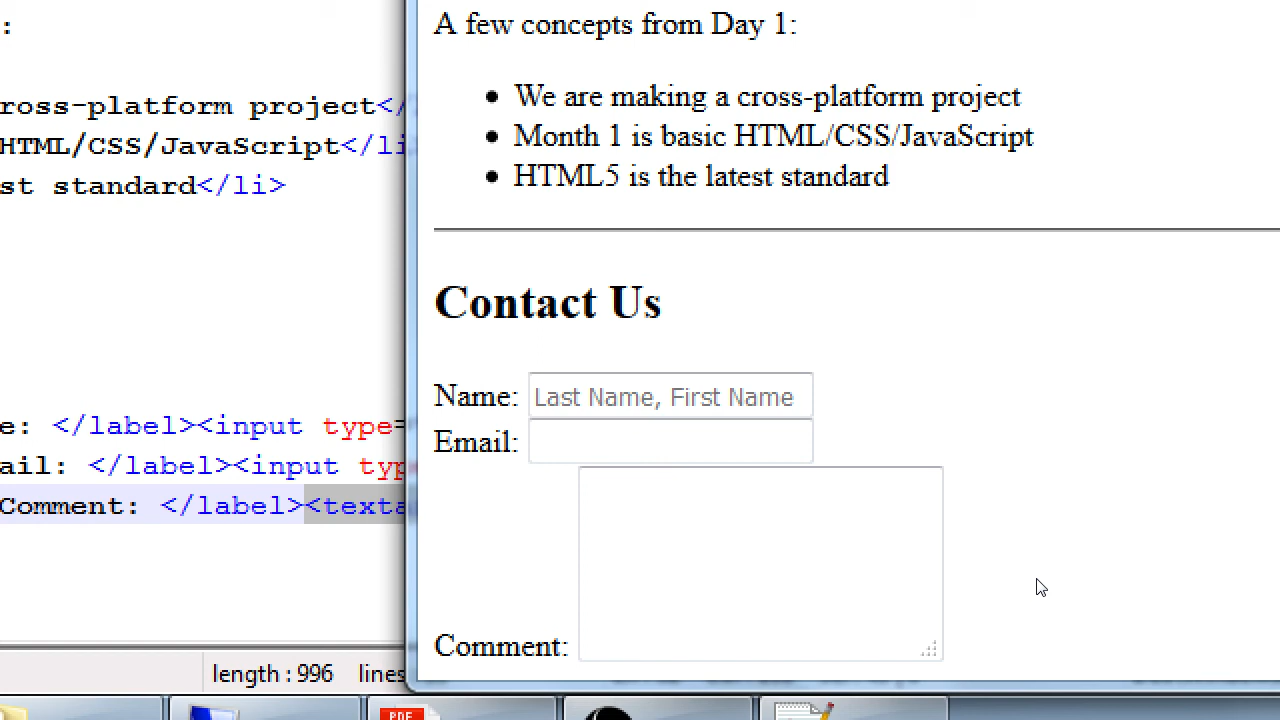 :
ross-platform project</
HTML/CSS/JavaScript</li
st standard</li>
e: </label><input type=
ail: </label><input typ
Comment: </label><texta
length : 996 lines
A few concepts from Day 1:
• We are making a cross-platform project
• Month 1 is basic HTML/CSS/JavaScript
• HTML5 is the latest standard
Contact Us
Name: Last Name, First Name
Email:
Comment:
PDF